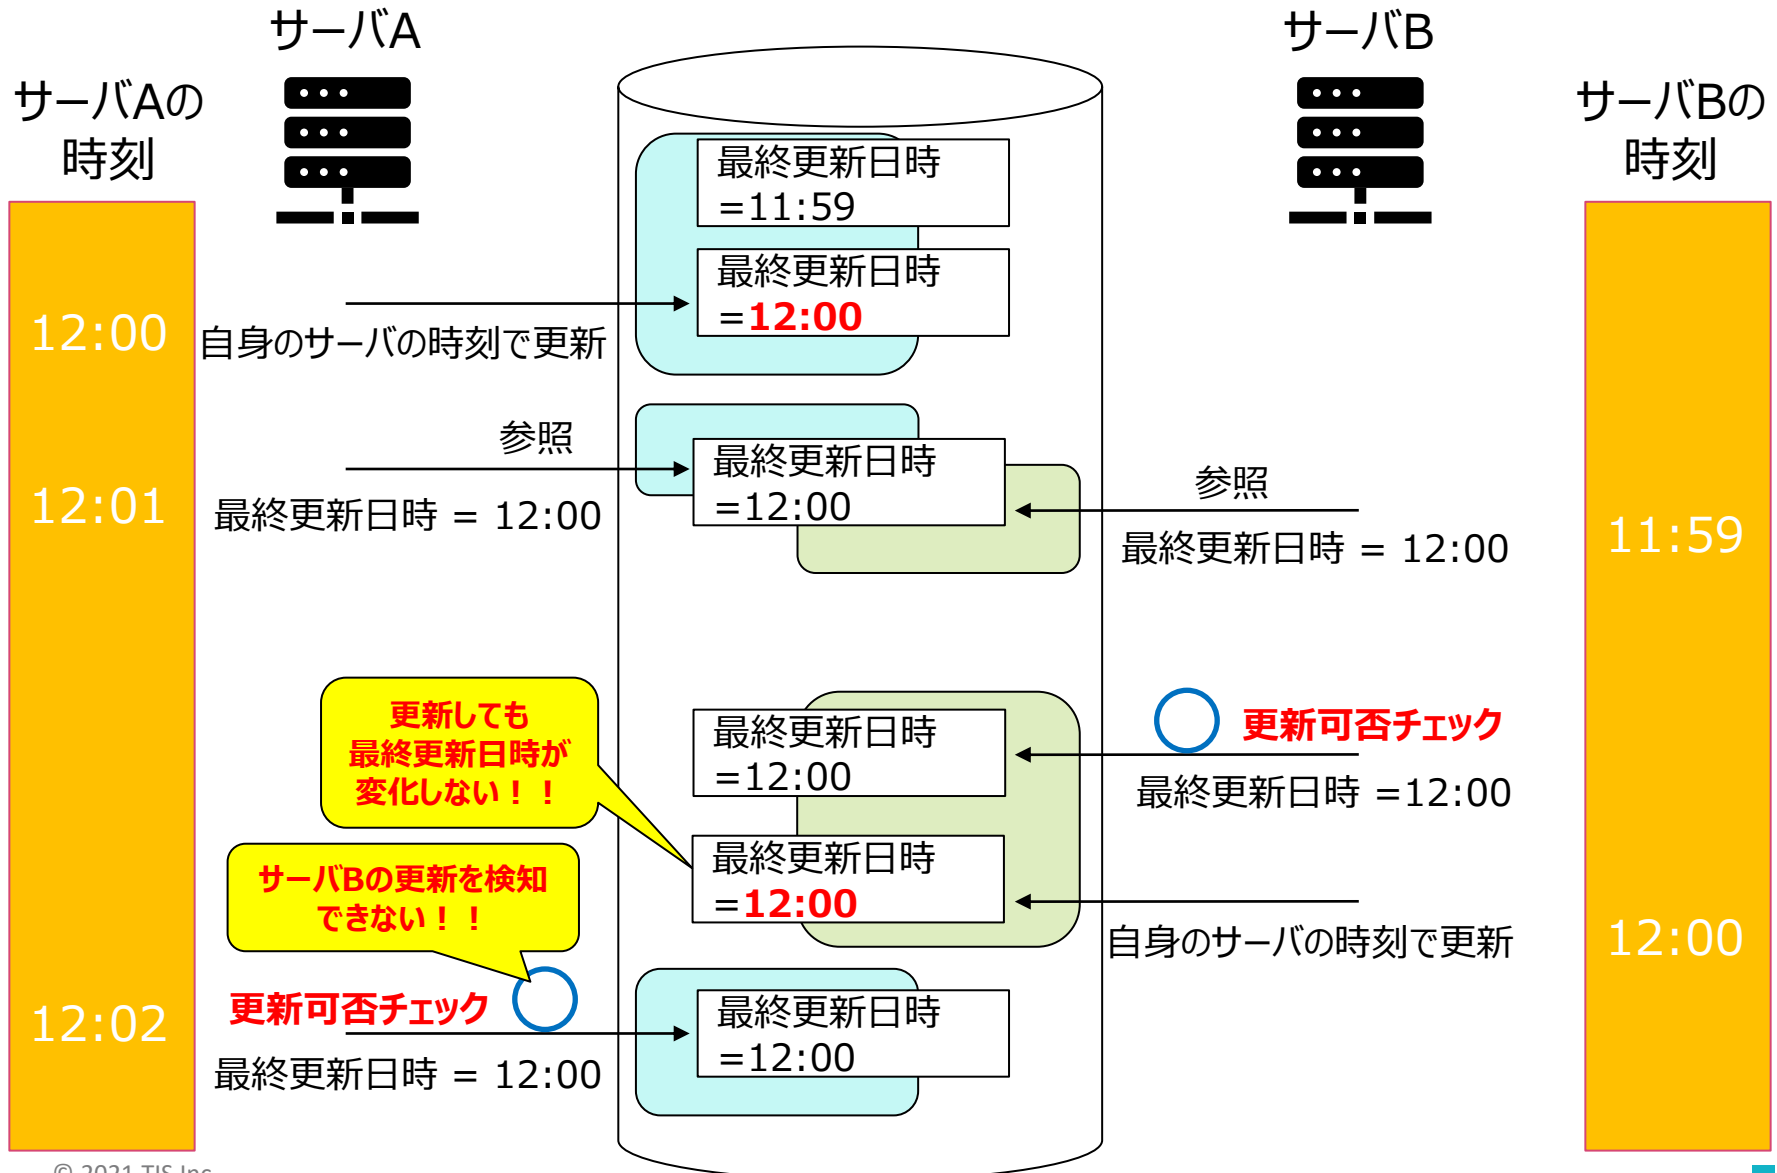 サーバA
サーバB
サーバAの
時刻
サーバBの
時刻
最終更新日時
=11:59
最終更新日時
=12:00
12:00
自身のサーバの時刻で更新
参照
最終更新日時
=12:00
12:01
最終更新日時 = 12:00
参照
最終更新日時 = 12:00
11:59
更新しても
最終更新日時が
変化しない！！
最終更新日時
=12:00
更新可否チェック
最終更新日時 =12:00
サーバBの更新を検知
できない！！
最終更新日時
=12:00
自身のサーバの時刻で更新
12:00
12:02
更新可否チェック
最終更新日時 = 12:00
最終更新日時
=12:00
© 2021 TIS Inc.